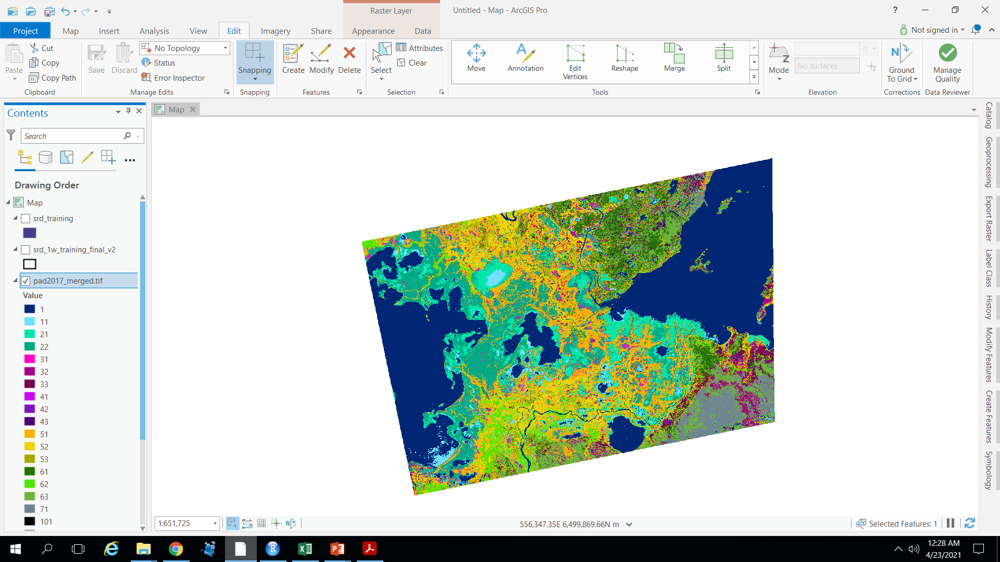 Raster Layer
Untitled - Map - ArcGIS Pro
?
Project
Map
Insert
Analysis
View
Edit
Imagery
Share
Appearance
Data
Not signed in
Paste
Cut
Copy
Copy Path
Clipboard
Save
Discard
No Topology
Status
Error Inspector
Manage Edits
Snapping
Snapping
Create
Modify
Delete
Features
Select
Attributes
Clear
Selection
Move
Annotation
Edit
Vertices
Reshape
Merge
Split
Tools
Mode
ft
No surfaces
Elevation
Ground
To Grid
Corrections
Manage
Quality
Data Reviewer
Contents
Search
Drawing Order
Map
srd_training
srd_1w_training_final_v2
pad2017_merged.tif
Value
1
11
21
22
31
32
33
41
42
43
51
52
53
61
62
63
71
101
Map
1:651,725
556,347.35E 6,499,869.66N m
Selected Features: 1
Catalog
Geoprocessing
Export Raster
Label Class
History
Modify Features
Create Features
Symbology
12:28 AM
4/23/2021